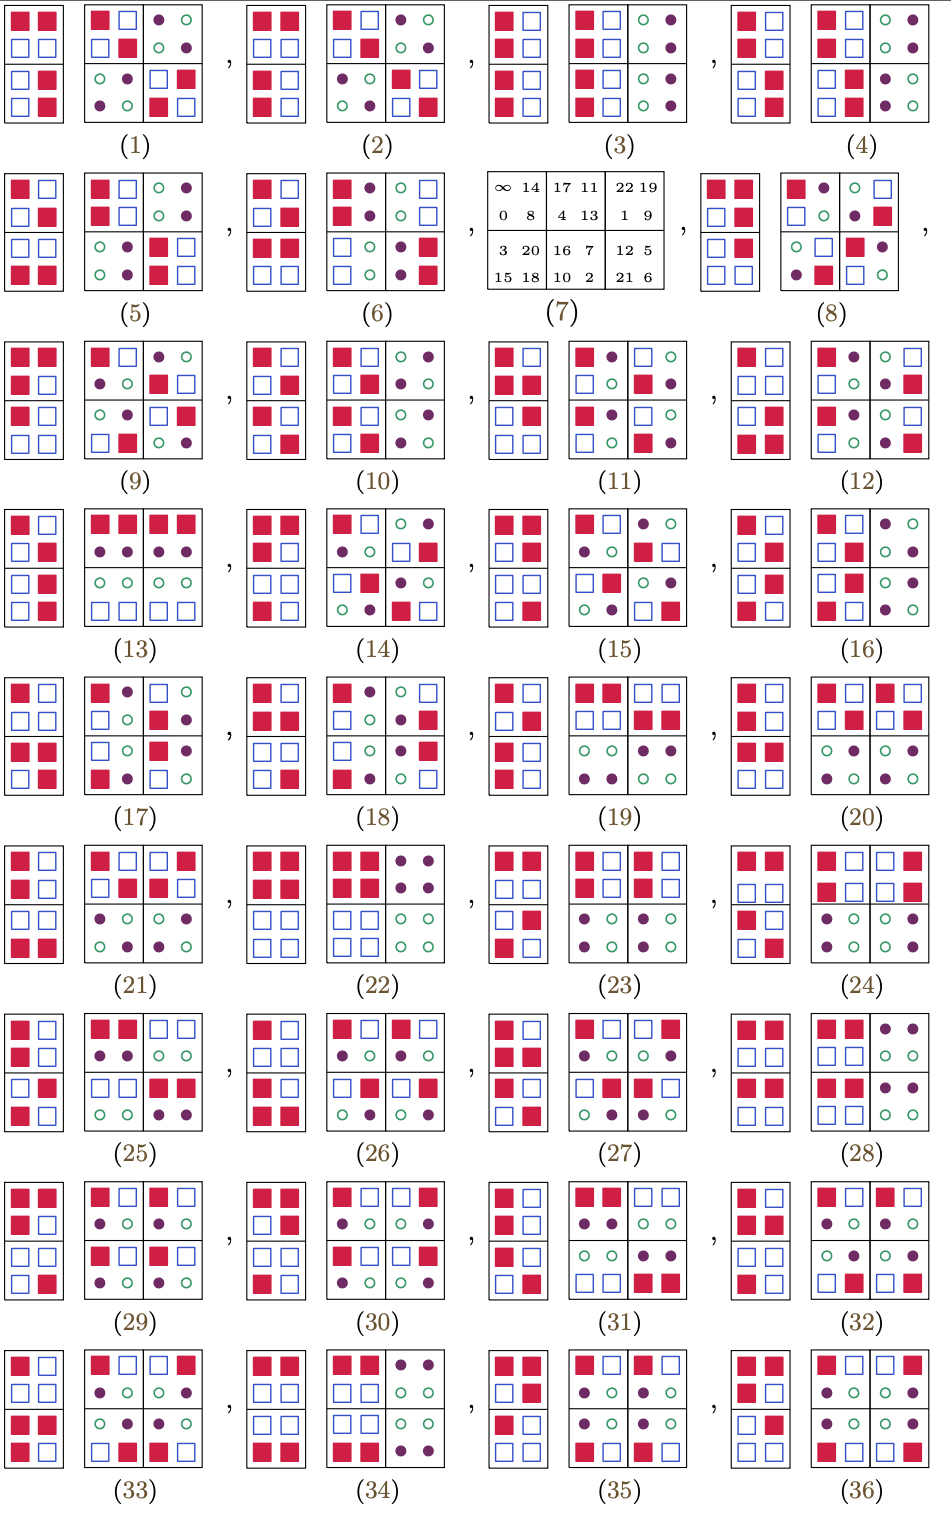 , , ,
(1) (2) (3) (4)
∞ 14 17 11 22 19
0 8 4 13 1 9
, , , ,
3 20 16 7 12 5
15 18 10 2 21 6
(5) (6) (7) (8)
, , ,
(9) (10) (11) (12)
, , ,
(13) (14) (15) (16)
, , ,
(17) (18) (19) (20)
, , ,
(21) (22) (23) (24)
, , ,
(25) (26) (27) (28)
, , ,
(29) (30) (31) (32)
, , ,
(33) (34) (35) (36)